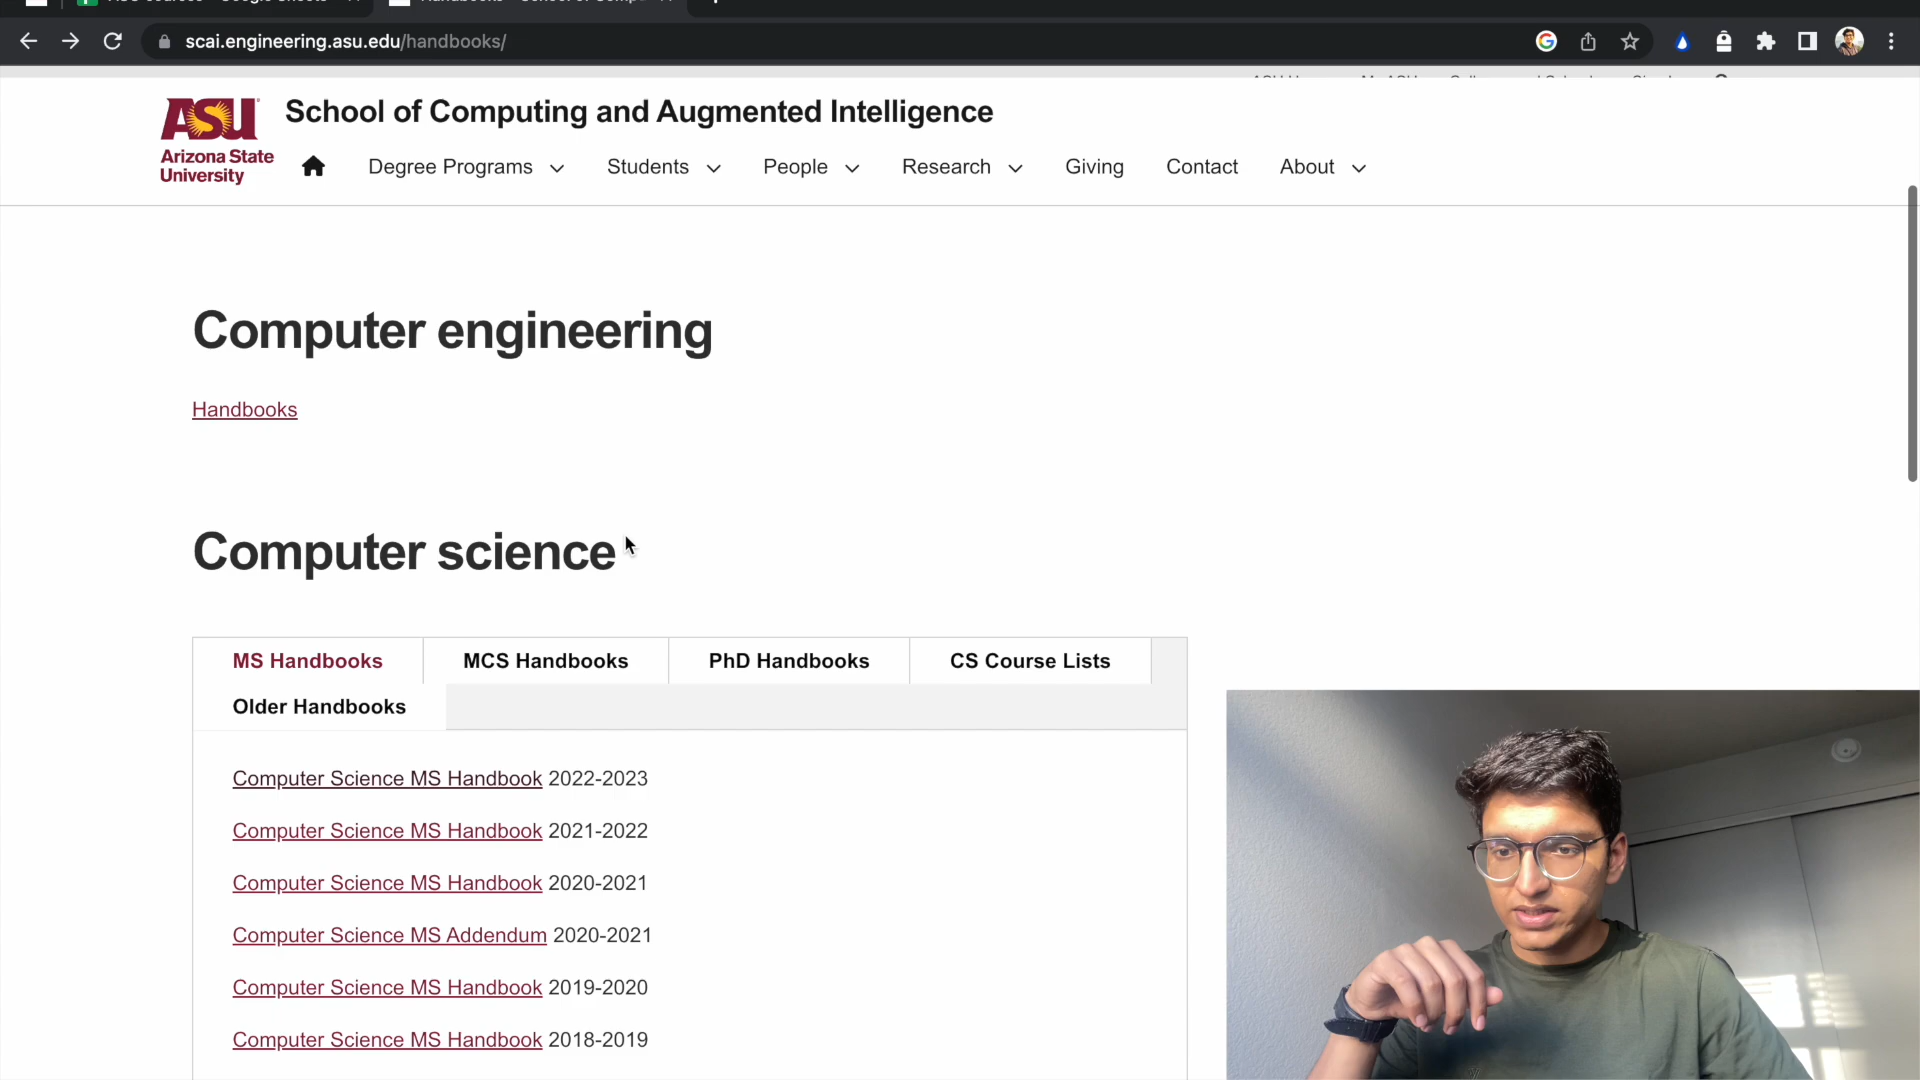 scai.engineering.asu.edu/handbooks/
ASU
Arizona State
University
School of Computing and Augmented Intelligence
Degree Programs
Students
People
Research
Giving
Contact
About
Computer engineering
Handbooks
Computer science
MS Handbooks
MCS Handbooks
PhD Handbooks
CS Course Lists
Older Handbooks
Computer Science MS Handbook 2022-2023
Computer Science MS Handbook 2021-2022
Computer Science MS Handbook 2020-2021
Computer Science MS Addendum 2020-2021
Computer Science MS Handbook 2019-2020
Computer Science MS Handbook 2018-2019